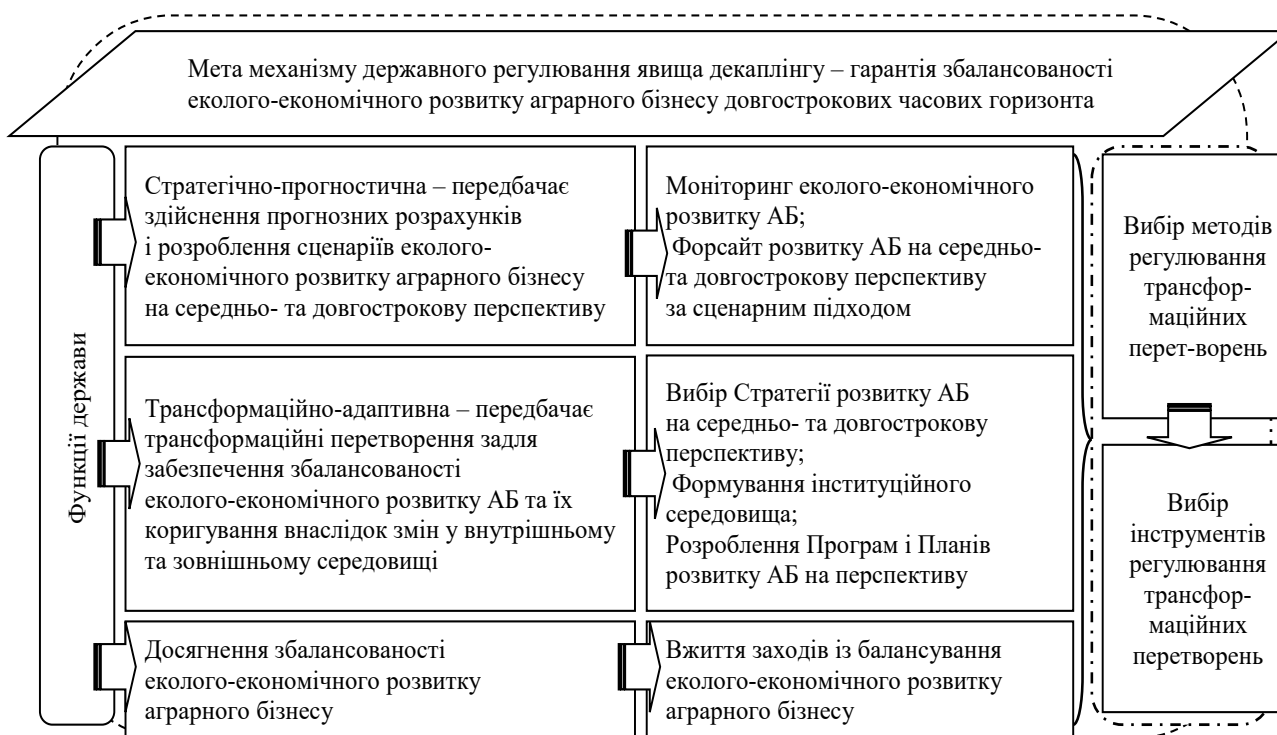 Мета механізму державного регулювання явища декаплінгу – гарантія збалансованості
еколого-економічного розвитку аграрного бізнесу довгострокових часових горизонта
Функції держави
Стратегічно-прогностична – передбачає
здійснення прогнозних розрахунків
і розроблення сценаріїв еколого-
економічного розвитку аграрного бізнесу
на середньо- та довгострокову перспективу
Моніторинг еколого-економічного
розвитку АБ;
Форсайт розвитку АБ на середньо-
та довгострокову перспективу
за сценарним підходом
Трансформаційно-адаптивна – передбачає
трансформаційні перетворення задля
забезпечення збалансованості
еколого-економічного розвитку АБ та їх
коригування внаслідок змін у внутрішньому
та зовнішньому середовищі
Вибір Стратегії розвитку АБ
на середньо- та довгострокову
перспективу;
Формування інституційного
середовища;
Розроблення Програм і Планів
розвитку АБ на перспективу
Досягнення збалансованості
еколого-економічного розвитку
аграрного бізнесу
Вжиття заходів із балансування
еколого-економічного розвитку
аграрного бізнесу
Вибір методів
регулювання
трансфор-
маційних
перет-ворень
Вибір
інструментів
регулювання
трансфор-
маційних
перетворень